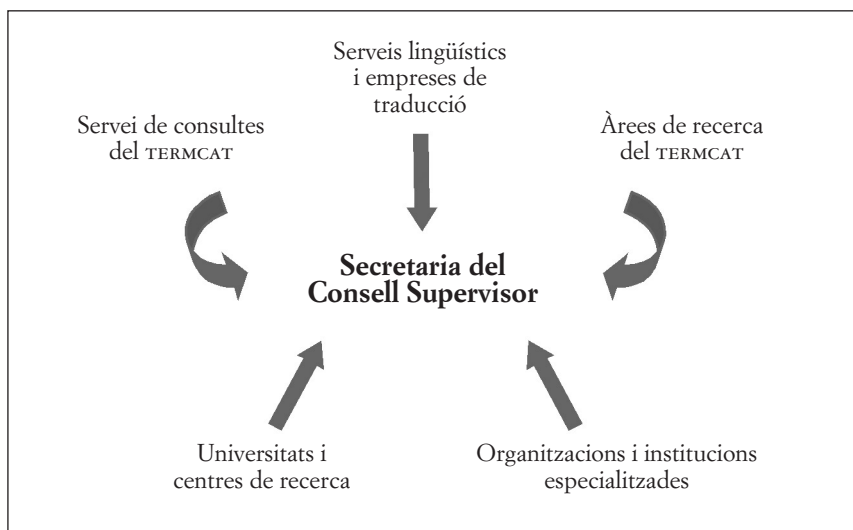 Serveis lingüístics
i empreses de
traducció
Servei de consultes
del TERMCAT
Àrees de recerca
del TERMCAT
Secretaria del
Consell Supervisor
Universitats i
centres de recerca
Organitzacions i institucions
especialitzades